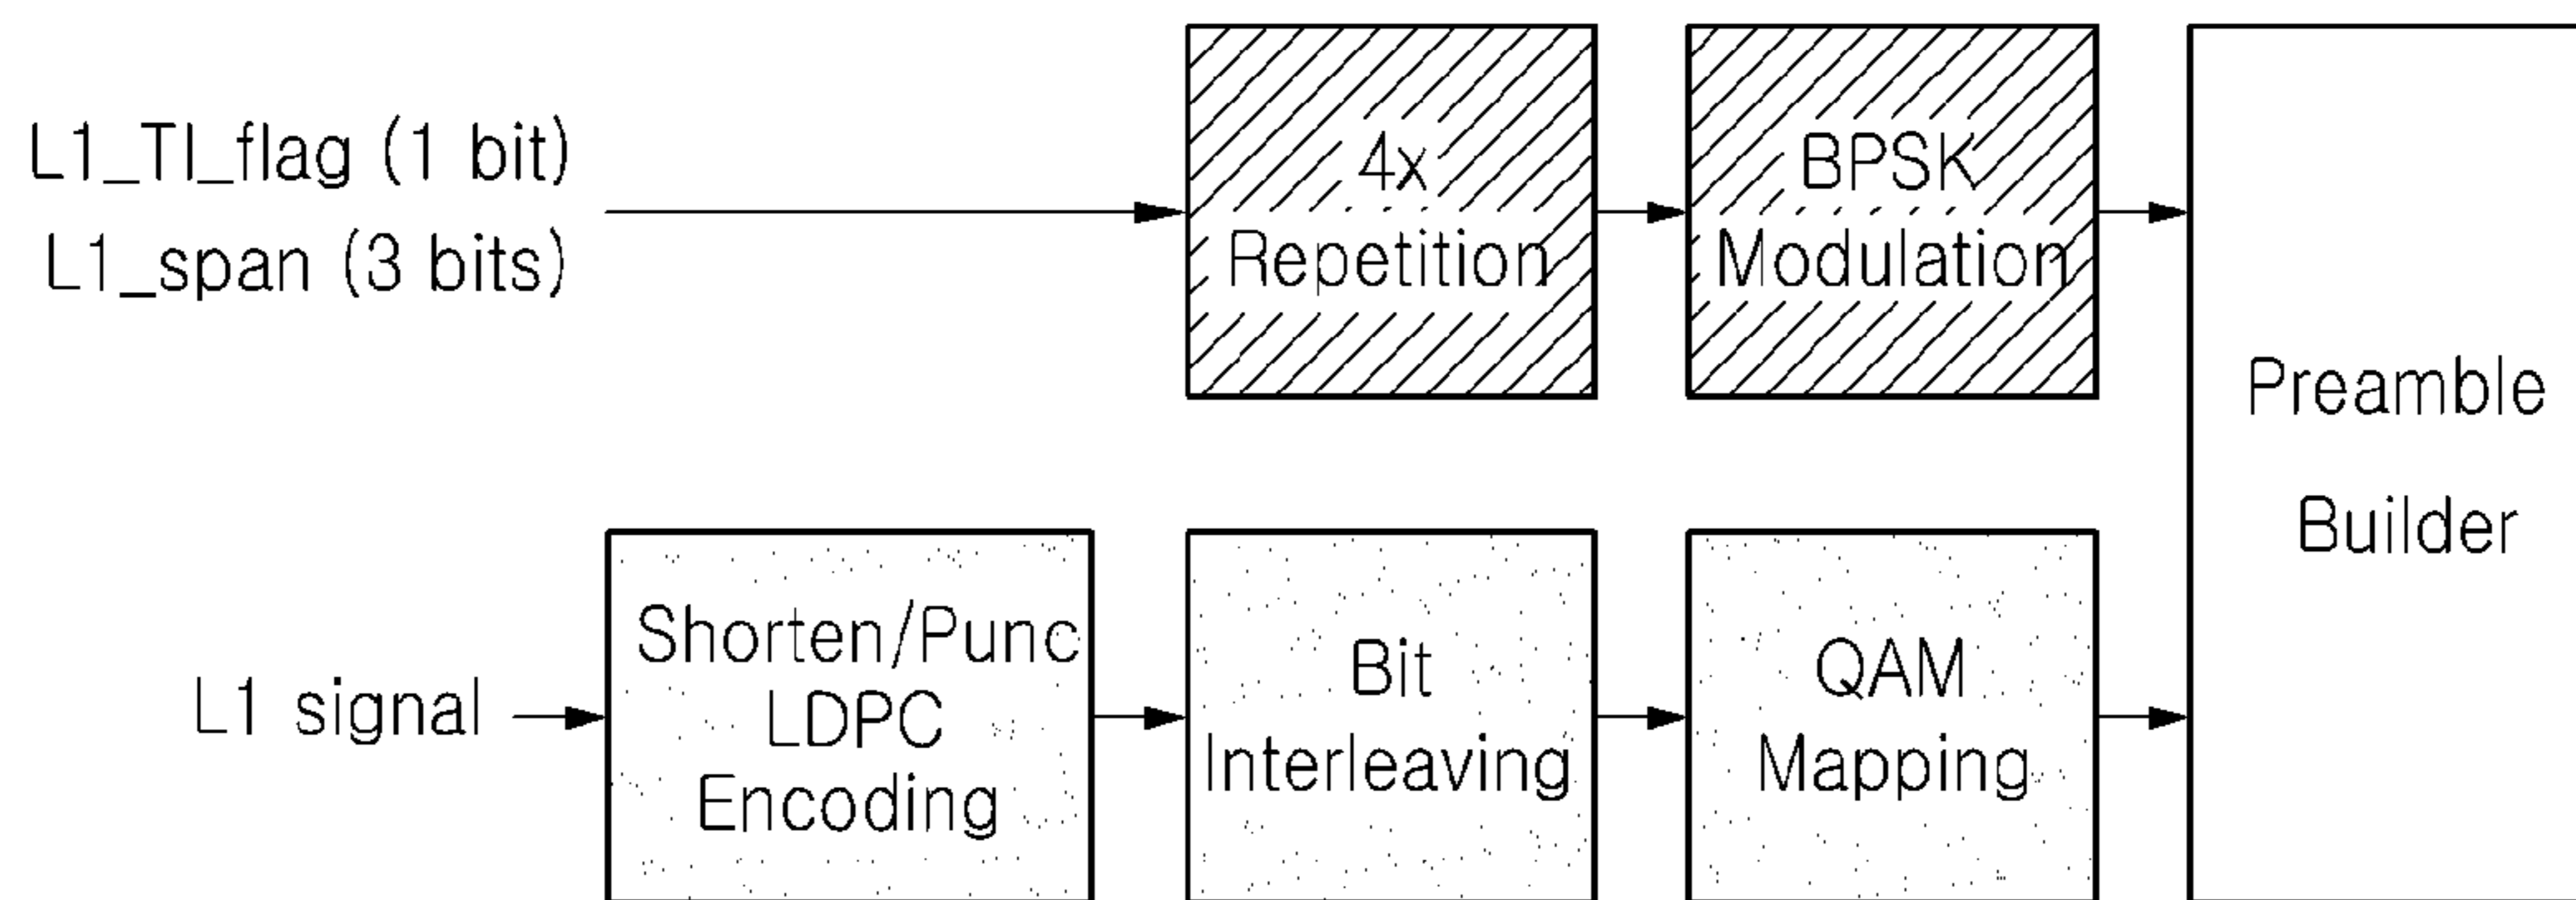 L1_TI_flag (1 bit)
L1_span (3 bits)
4x
Repetition
BPSK
Modulation
Preamble
Builder
L1 signal
Shorten/Punc
LDPC
Encoding
Bit
Interleaving
QAM
Mapping